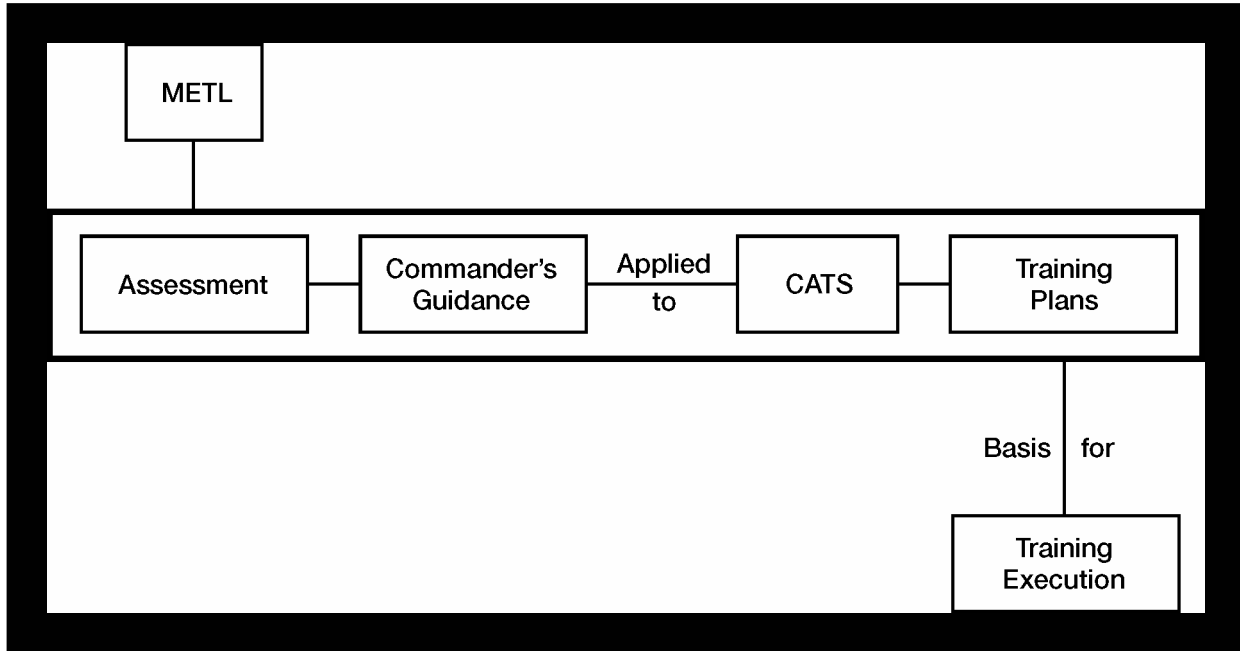 METL
Assessment
Commander’s
Guidance
Applied
to
CATS
Training
Plans
Basis for
Training
Execution